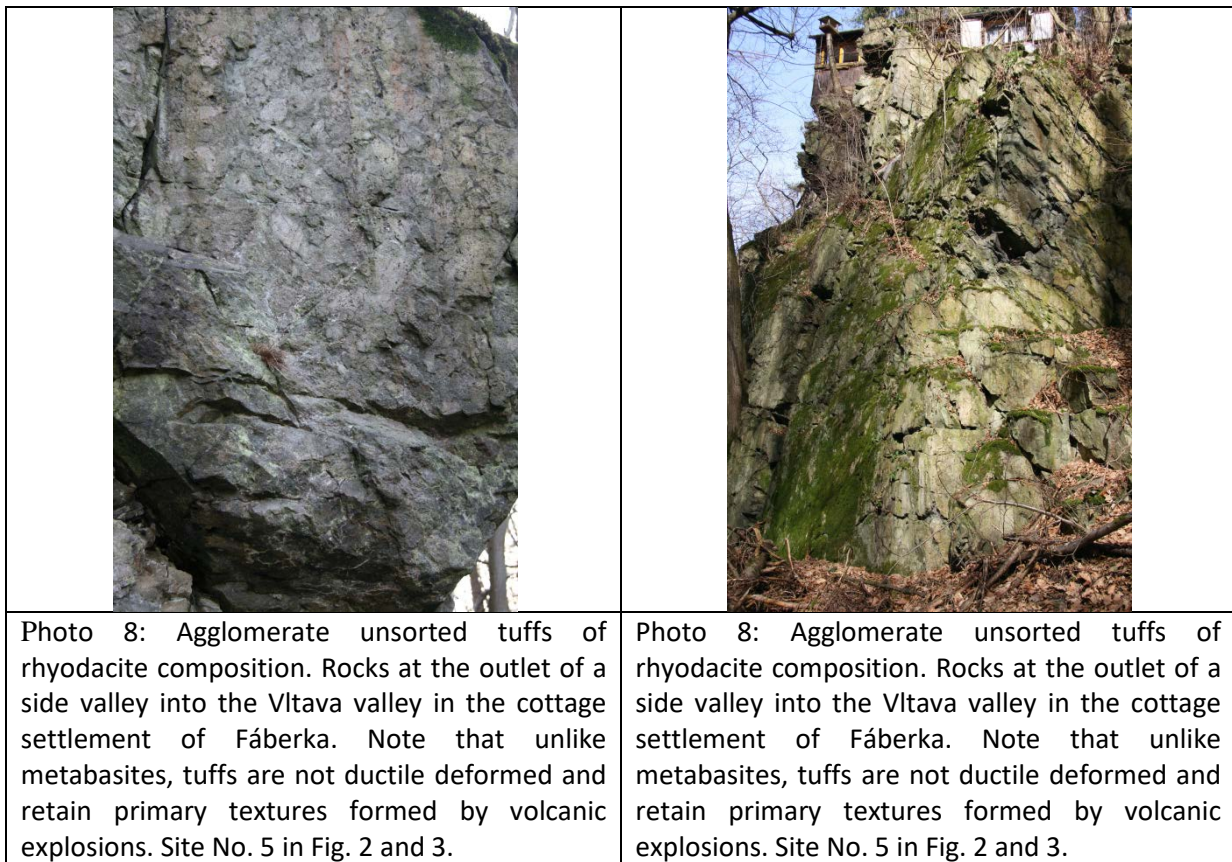 Photo 8: Agglomerate unsorted tuffs of
rhyodacite composition. Rocks at the outlet of a
side valley into the Vltava valley in the cottage
settlement of Fáberka. Note that unlike
metabasites, tuffs are not ductile deformed and
retain primary textures formed by volcanic
explosions. Site No. 5 in Fig. 2 and 3.
Photo 8: Agglomerate unsorted tuffs of
rhyodacite composition. Rocks at the outlet of a
side valley into the Vltava valley in the cottage
settlement of Fáberka. Note that unlike
metabasites, tuffs are not ductile deformed and
retain primary textures formed by volcanic
explosions. Site No. 5 in Fig. 2 and 3.